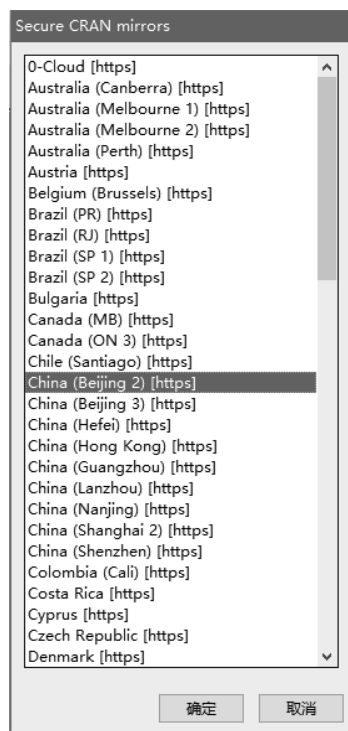 Secure CRAN mirrors
0-Cloud [https]
Australia (Canberra) [https]
Australia (Melbourne 1) [https]
Australia (Melbourne 2) [https]
Australia (Perth) [https]
Austria [https]
Belgium (Brussels) [https]
Brazil (PR) [https]
Brazil (RJ) [https]
Brazil (SP 1) [https]
Brazil (SP 2) [https]
Bulgaria [https]
Canada (MB) [https]
Canada (ON 3) [https]
Chile (Santiago) [https]
China (Beijing 2) [https]
China (Beijing 3) [https]
China (Hefei) [https]
China (Hong Kong) [https]
China (Guangzhou) [https]
China (Lanzhou) [https]
China (Nanjing) [https]
China (Shanghai 2) [https]
China (Shenzhen) [https]
Colombia (Cali) [https]
Costa Rica [https]
Cyprus [https]
Czech Republic [https]
Denmark [https]
确定 取消